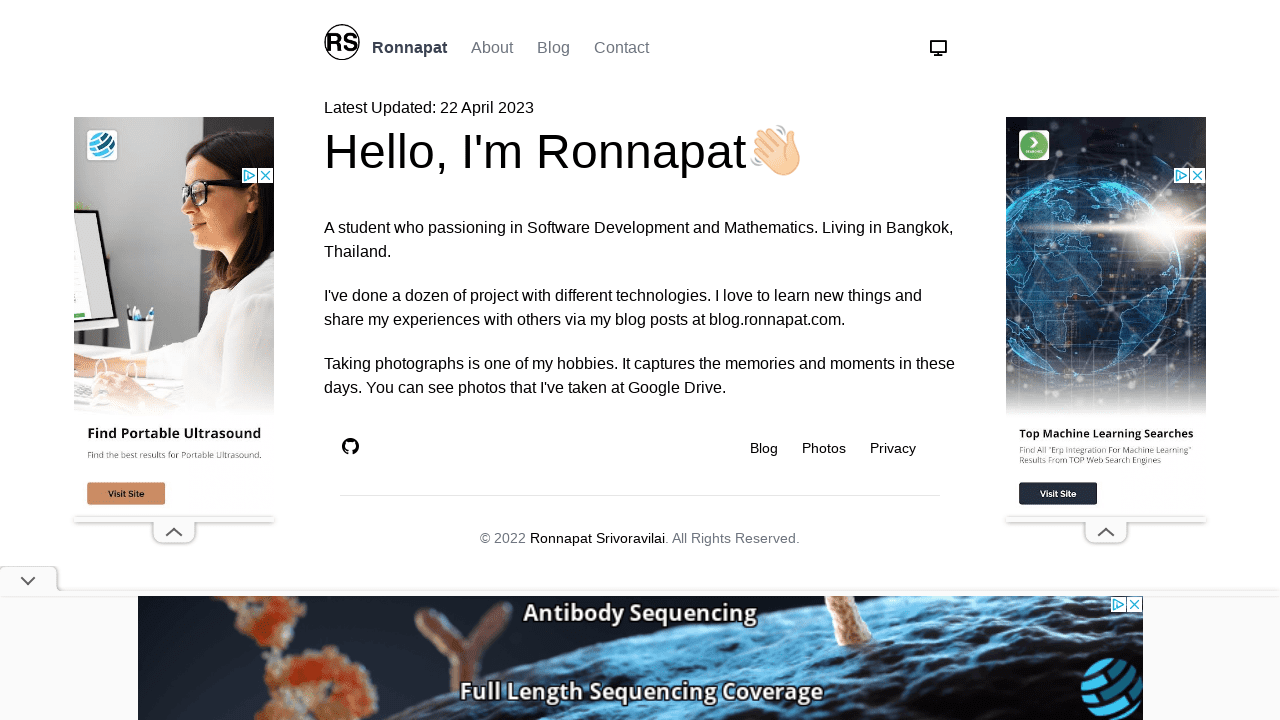 RS Ronnapat About Blog Contact
Latest Updated: 22 April 2023
Hello, I'm Ronnapat
A student who passioning in Software Development and Mathematics. Living in Bangkok,
Thailand.
I've done a dozen of project with different technologies. I love to learn new things and
share my experiences with others via my blog posts at blog.ronnapat.com.
Taking photographs is one of my hobbies. It captures the memories and moments in these
days. You can see photos that I've taken at Google Drive.
Blog Photos Privacy
© 2022 Ronnapat Srivoravilai. All Rights Reserved.
Find Portable Ultrasound
Find the best results for Portable Ultrasound.
Visit Site
Top Machine Learning Searches
Find All "Erp Integration For Machine Learning"
Results From TOP Web Search Engines
Visit Site
Antibody Sequencing
Full Length Sequencing Coverage